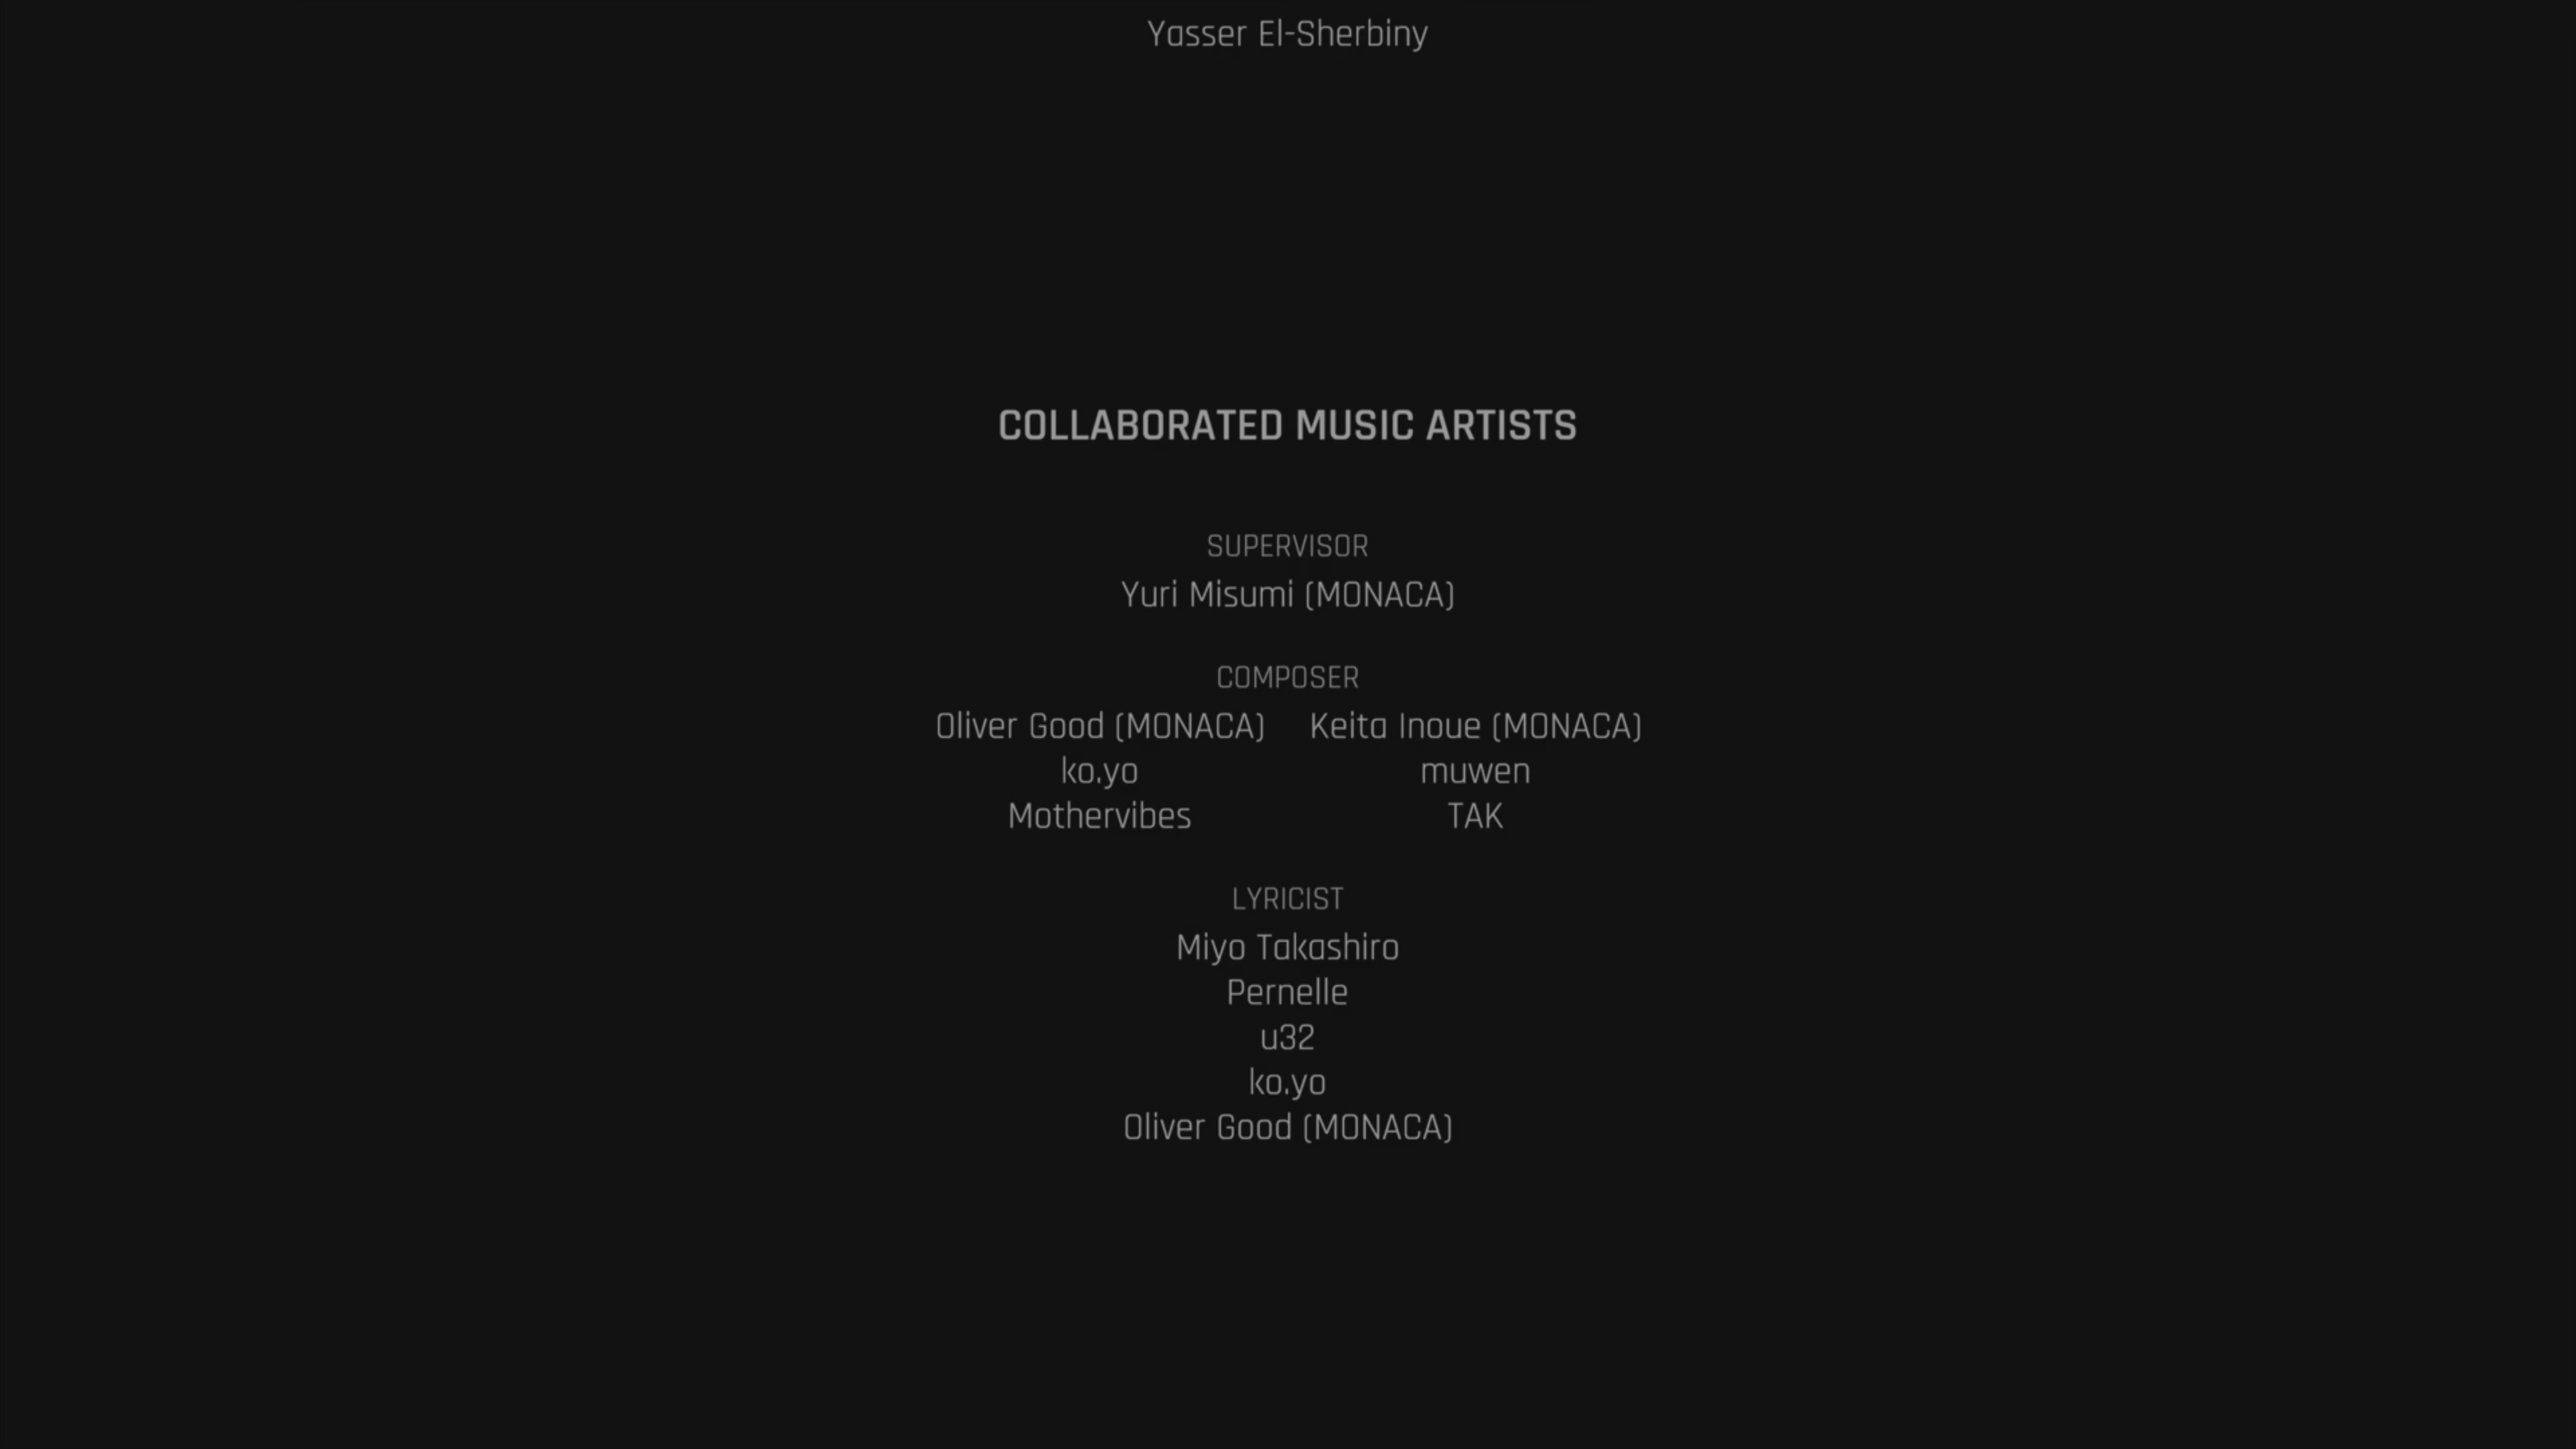 Yasser El-Sherbiny
COLLABORATED MUSIC ARTISTS
SUPERVISOR
Yuri Misumi (MONACA)
COMPOSER
Oliver Good (MONACA) Keita Inoue (MONACA)
ko.yo muwen
Mothervibes TAK
LYRICIST
Miyo Takashiro
Pernelle
u32
ko.yo
Oliver Good (MONACA)